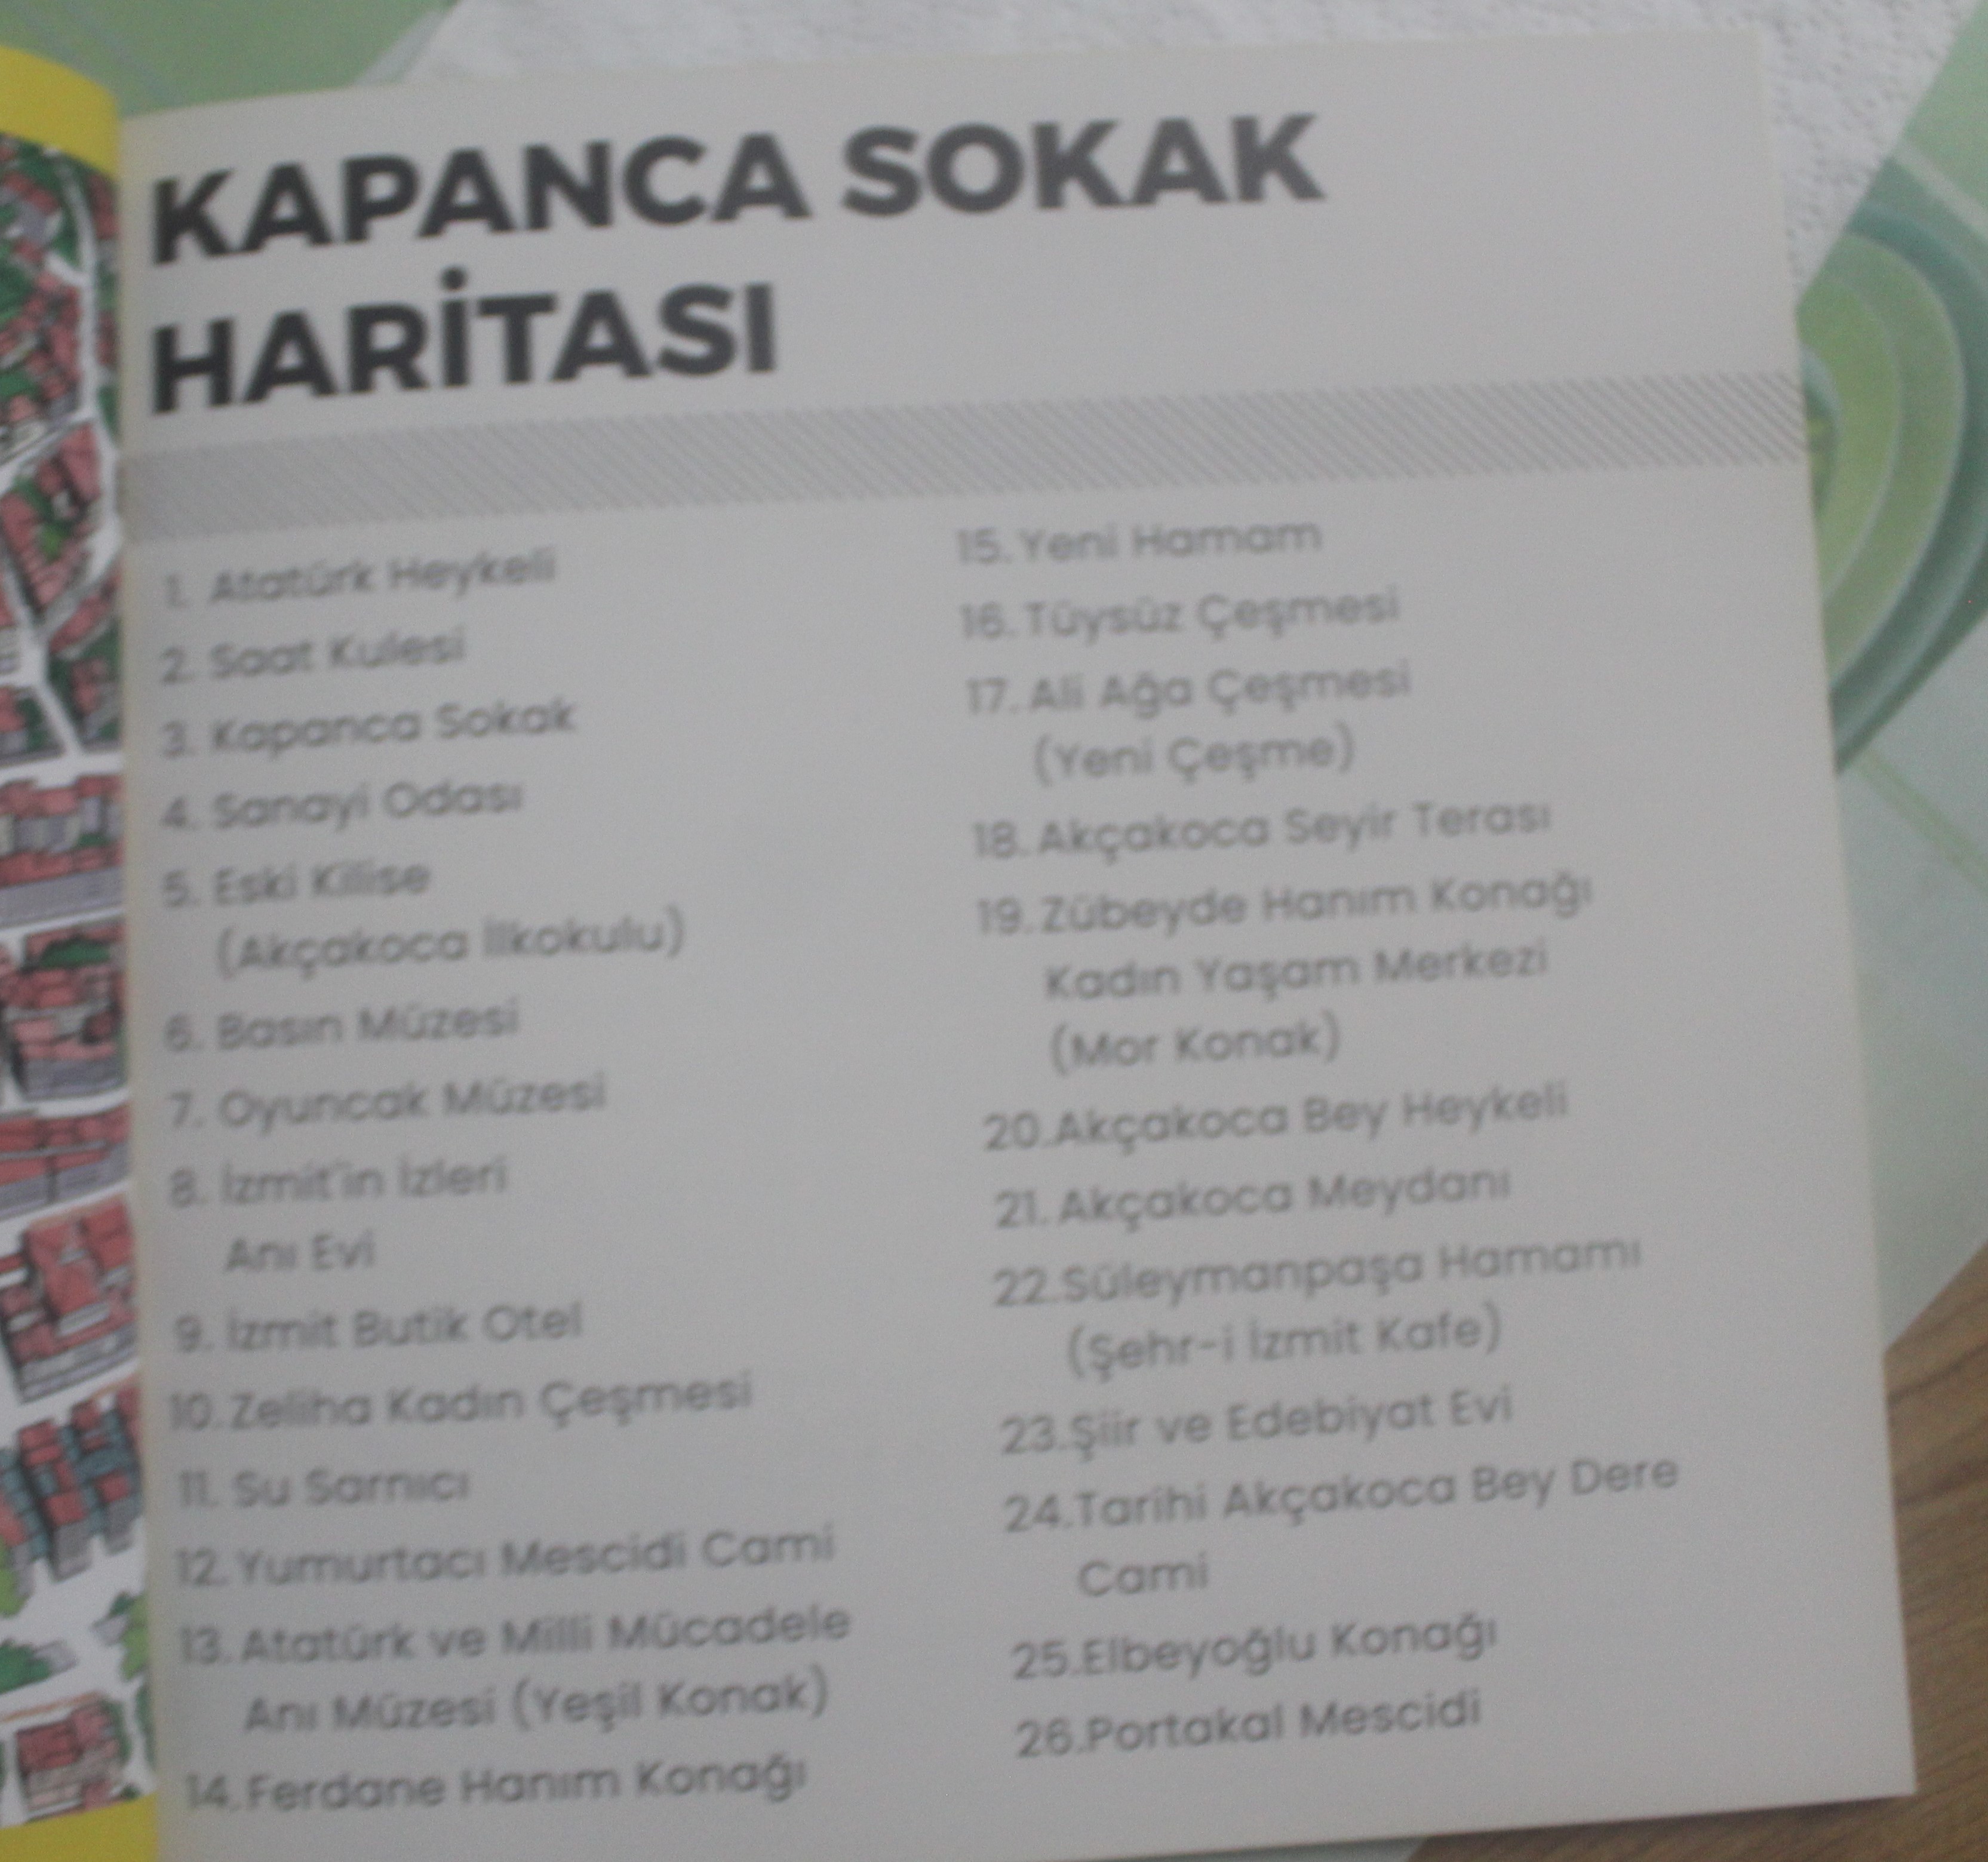 KAPANCA SOKAK
HARİTASI
1. Atatürk Heykeli
2. Saat Kulesi
3. Kapanca Sokak
4. Sanayi Odası
5. Eski Kilise
(Akçakoca İlkokulu)
6. Basın Müzesi
7. Oyuncak Müzesi
8. İzmit'in İzleri
Anı Evi
9. İzmit Butik Otel
10. Zeliha Kadın Çeşmesi
11. Su Sarnıcı
12. Yumurtacı Mescidi Cami
13. Atatürk ve Milli Mücadele
Anı Müzesi (Yeşil Konak)
14. Ferdane Hanım Konağı
15. Yeni Hamam
16. Tüysüz Çeşmesi
17. Ali Ağa Çeşmesi
(Yeni Çeşme)
18. Akçakoca Seyir Terası
19. Zübeyde Hanım Konağı
Kadın Yaşam Merkezi
(Mor Konak)
20.Akçakoca Bey Heykeli
21. Akçakoca Meydanı
22.Süleymanpaşa Hamamı
(Şehr-i İzmit Kafe)
23.Şiir ve Edebiyat Evi
24.Tarihi Akçakoca Bey Dere
Cami
25.Elbeyoğlu Konağı
26.Portakal Mescidi